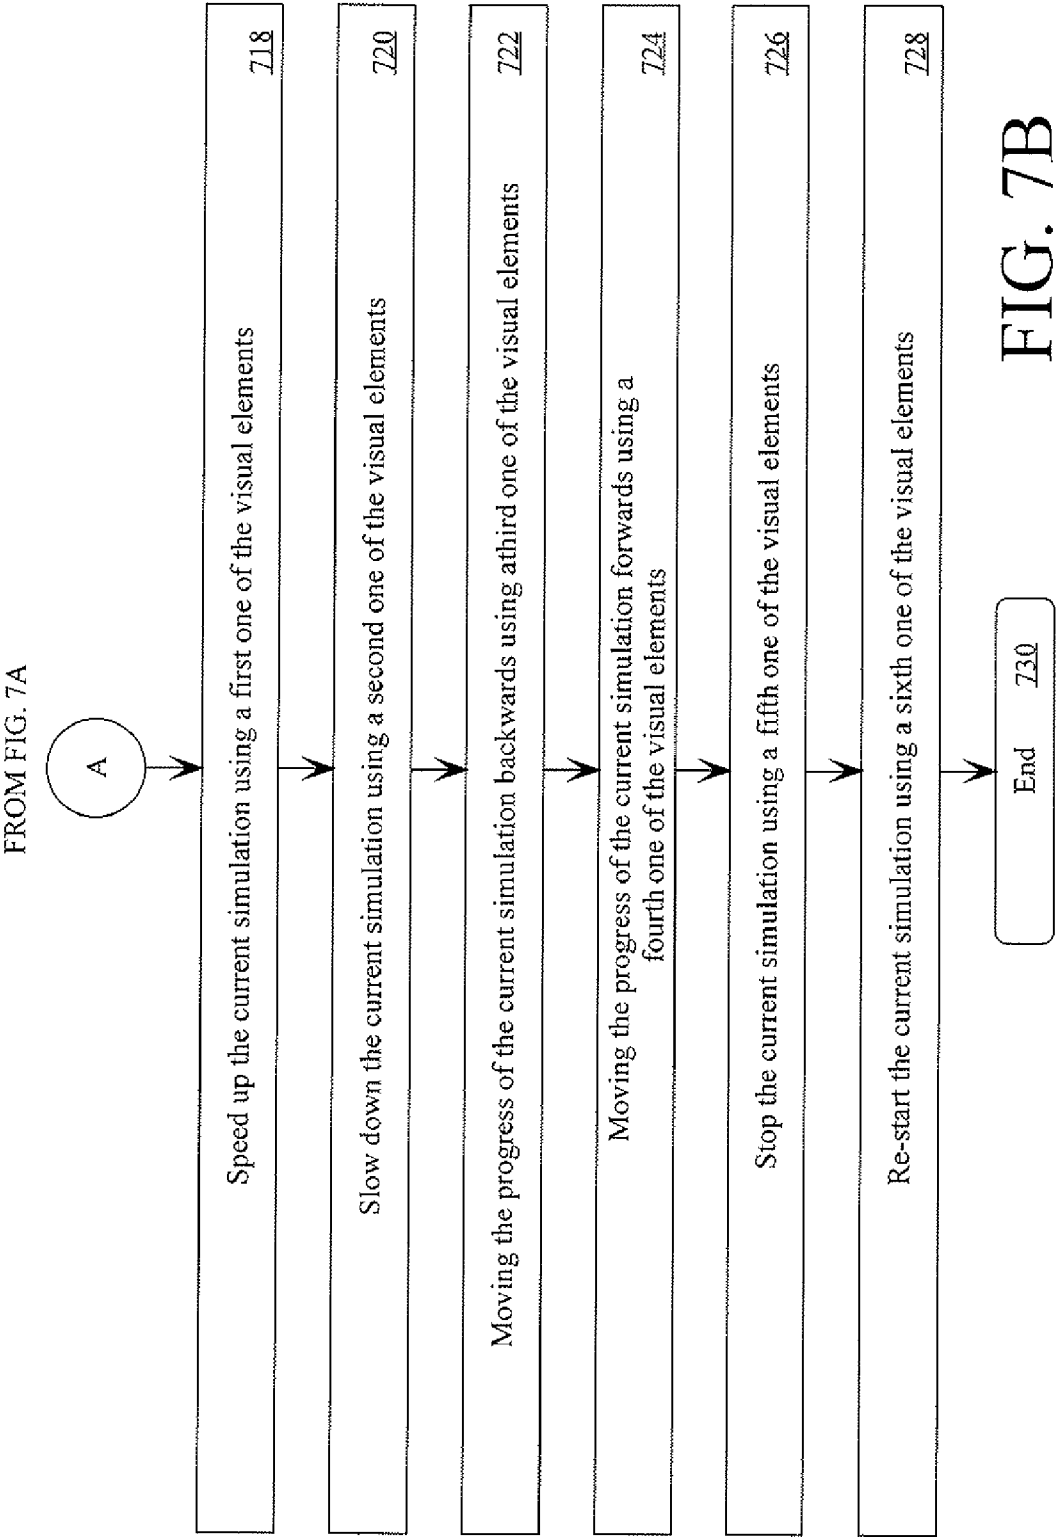 FROM FIG. 7A
A
Speed up the current simulation using a first one of the visual elements
718
Slow down the current simulation using a second one of the visual elements
720
Moving the progress of the current simulation backwards using athird one of the visual elements
722
Moving the progress of the current simulation forwards using a
fourth one of the visual elements
724
Stop the current simulation using a fifth one of the visual elements
726
Re-start the current simulation using a sixth one of the visual elements
728
End 730
FIG. 7B